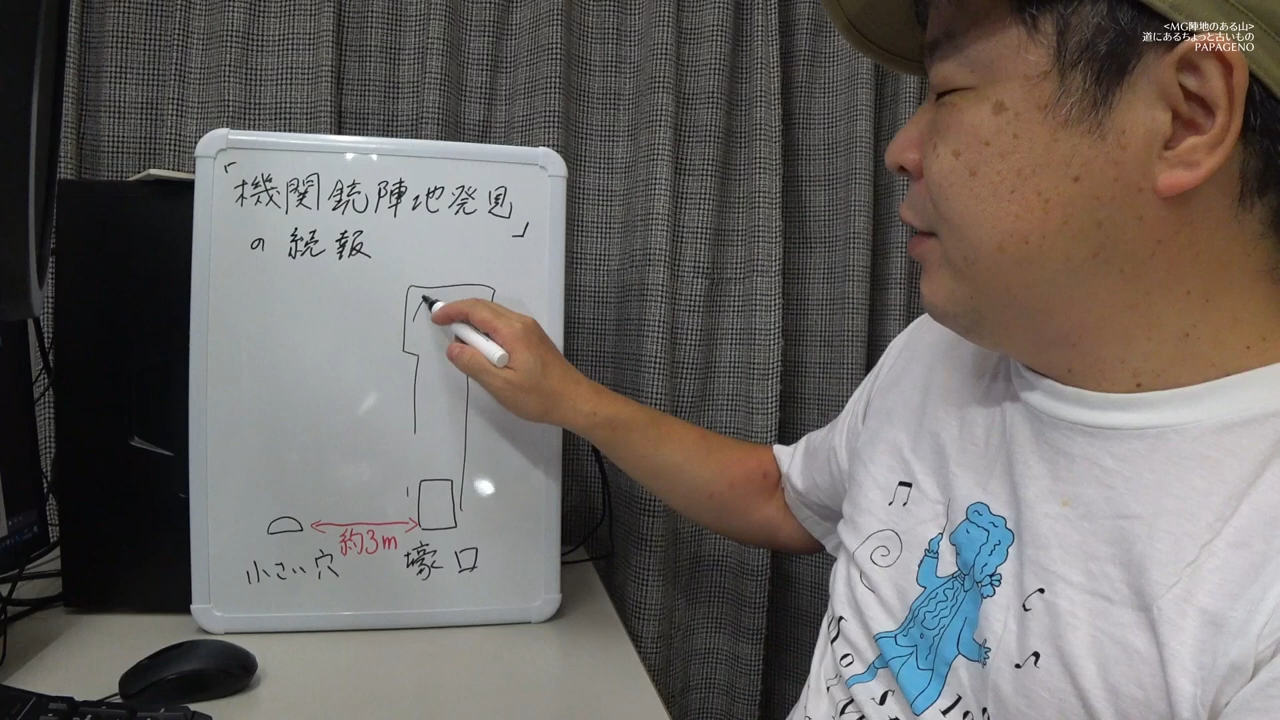 <MG陣地のある山>
道にあるちょっと古いもの
PAPAGENO
「機関銃陣地発見」
の続報
約3m
小さい穴
壕口